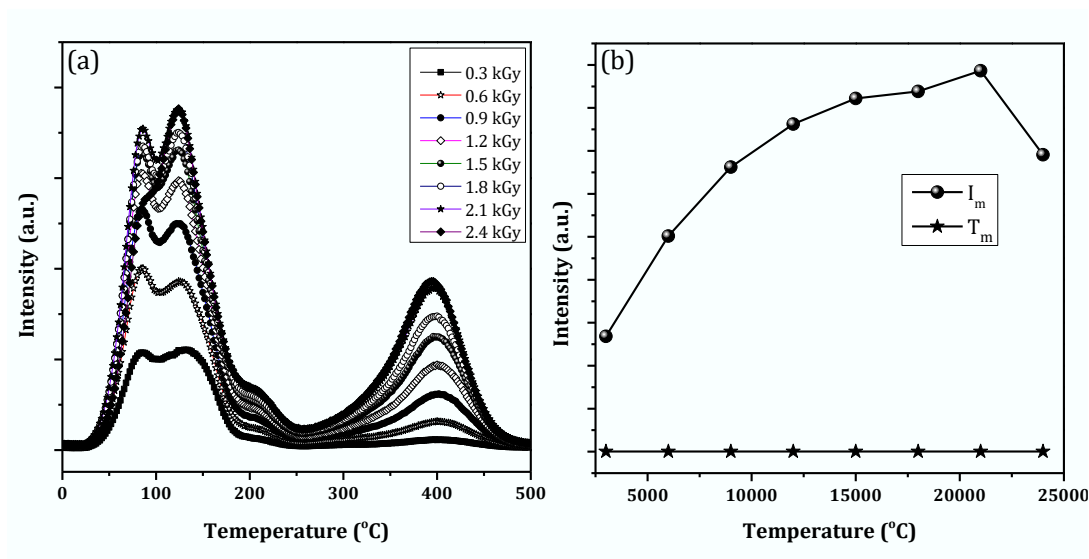 (a)
0.3 kGy
0.6 kGy
0.9 kGy
1.2 kGy
1.5 kGy
1.8 kGy
2.1 kGy
2.4 kGy
Intensity (a.u.)
0 100 200 300 400 500
Temeperature (°C)
(b)
I_m
T_m
Intensity (a.u.)
5000 10000 15000 20000 25000
Temperature (°C)